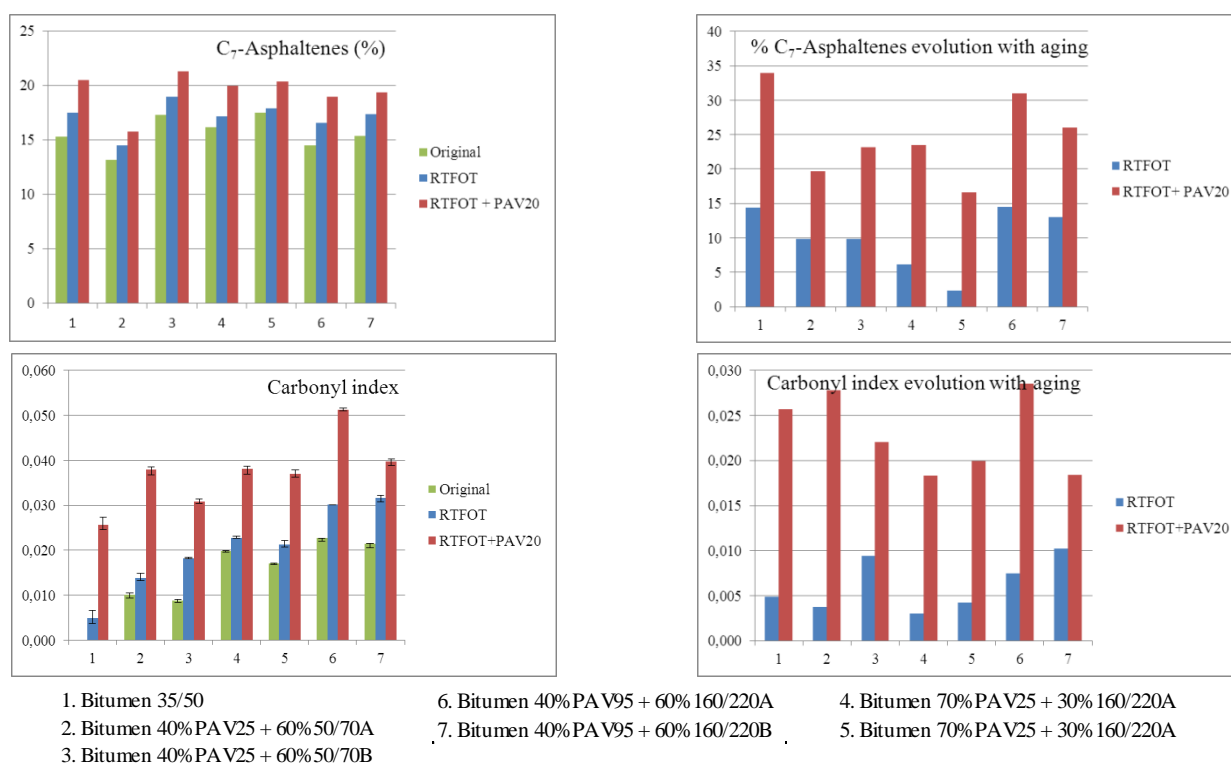 C₇-Asphaltenes (%)
25
20
15
10
5
0
1 2 3 4 5 6 7
Original
RTFOT
RTFOT + PAV20
% C₇-Asphaltenes evolution with aging
40
35
30
25
20
15
10
5
0
1 2 3 4 5 6 7
RTFOT
RTFOT+ PAV20
Carbonyl index
0,060
0,050
0,040
0,030
0,020
0,010
0,000
1 2 3 4 5 6 7
Original
RTFOT
RTFOT+PAV20
Carbonyl index evolution with aging
0,030
0,025
0,020
0,015
0,010
0,005
0,000
1 2 3 4 5 6 7
RTFOT
RTFOT+PAV20
1. Bitumen 35/50
2. Bitumen 40% PAV25 + 60% 50/70A
3. Bitumen 40% PAV25 + 60% 50/70B
6. Bitumen 40% PAV95 + 60% 160/220A
7. Bitumen 40% PAV95 + 60% 160/220B
4. Bitumen 70% PAV25 + 30% 160/220A
5. Bitumen 70% PAV25 + 30% 160/220A